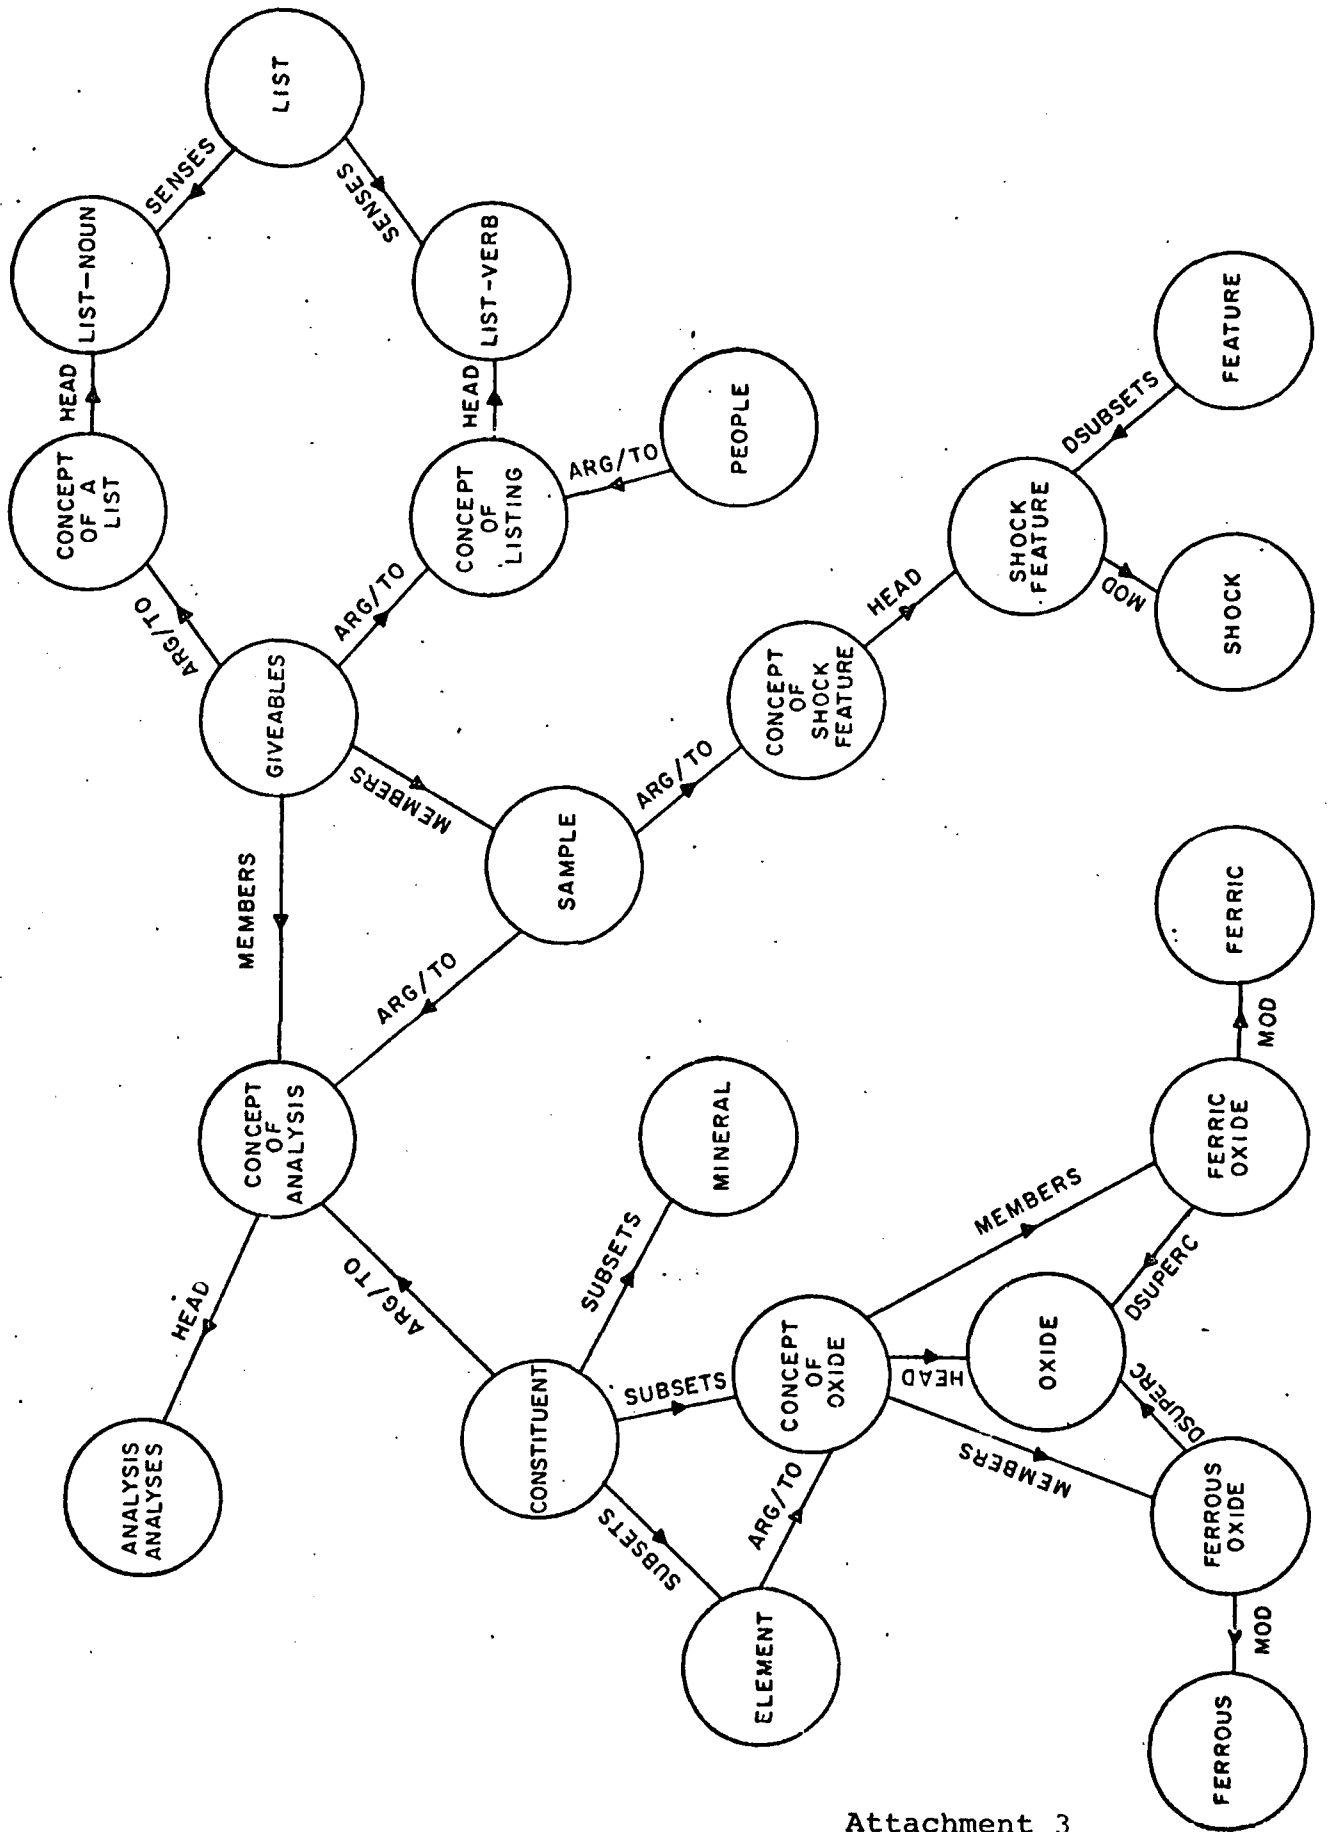 LIST
SENSES
SENSES
LIST-NOUN
LIST-VERB
HEAD
HEAD
CONCEPT
OF A
LIST
CONCEPT
OF
LISTING
ARG/TO
PEOPLE
ARG/TO
ARG/TO
GIVEABLES
MEMBERS
MEMBERS
SAMPLE
ARG/TO
CONCEPT
OF
SHOCK
FEATURE
HEAD
SHOCK
FEATURE
DSUBSETS
FEATURE
MOD
SHOCK
ARG/TO
CONCEPT
OF
ANALYSIS
HEAD
ANALYSIS
ANALYSES
ARG/TO
CONSTITUENT
SUBSETS
MINERAL
SUBSETS
SUBSETS
ELEMENT
ARG/TO
CONCEPT
OF
OXIDE
MEMBERS
HEAD
MEMBERS
OXIDE
DSUPERC
DSUPERC
FERRIC
OXIDE
MOD
FERRIC
FERROUS
OXIDE
MOD
FERROUS
Attachment 3